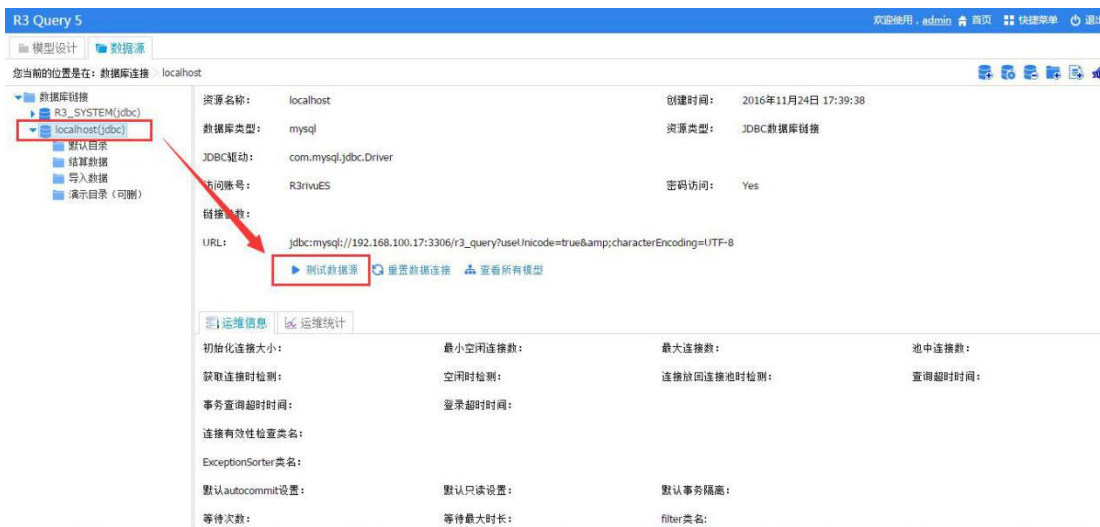 R3 Query 5 欢迎使用，admin 首页 快捷菜单 退出
模型设计 数据源
您当前的位置是在：数据库连接 localhost
数据库链接
R3_SYSTEM(jdbc)
localhost(jdbc)
默认目录
结算数据
导入数据
演示目录（可删）
资源名称： localhost 创建时间： 2016年11月24日 17:39:38
数据库类型： mysql 资源类型： JDBC数据库链接
JDBC驱动： com.mysql.jdbc.Driver
访问账号： R3rivuES 密码访问： Yes
链接参数：
URL： jdbc:mysql://192.168.100.17:3306/r3_query?useUnicode=true&amp;characterEncoding=UTF-8
测试数据源 重置数据连接 查看所有模型
运维信息 运维统计
初始化连接大小： 最小空闲连接数： 最大连接数： 池中连接数：
获取连接时检测： 空闲时检测： 连接放回连接池时检测： 查询超时时间：
事务查询超时时间： 登录超时时间：
连接有效性检查类名：
ExceptionSorter类名：
默认autocommit设置： 默认只读设置： 默认事务隔离：
等待次数： 等待最大时长： filter类名: